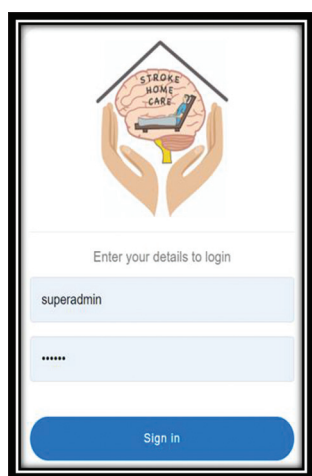 STROKE
HOME
CARE
Enter your details to login
superadmin
••••••
Sign in